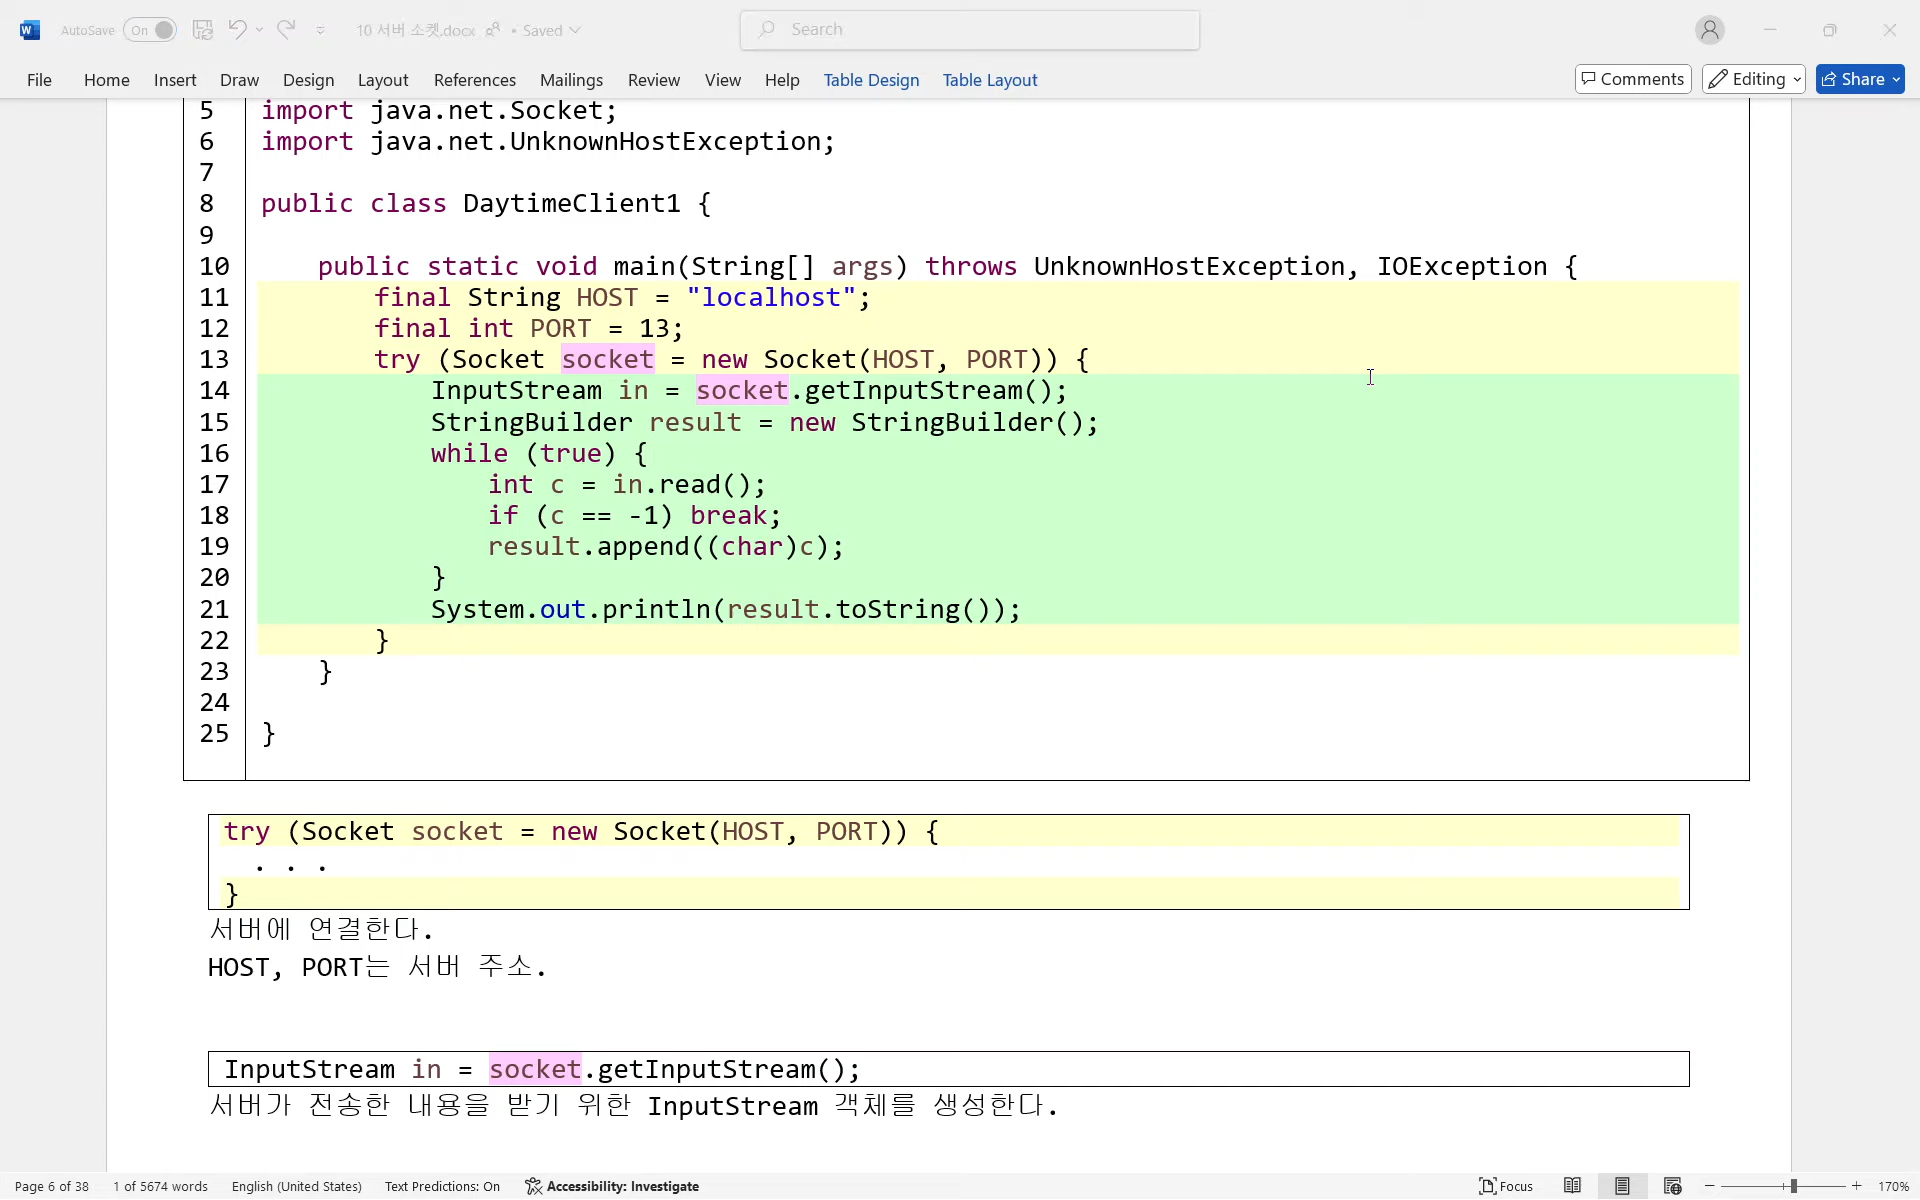 AutoSave On 10 서버 소켓.docx • Saved Search
File Home Insert Draw Design Layout References Mailings Review View Help Table Design Table Layout Comments Editing Share
5 import java.net.Socket;
6 import java.net.UnknownHostException;
7
8 public class DaytimeClient1 {
9
10 public static void main(String[] args) throws UnknownHostException, IOException {
11 final String HOST = "localhost";
12 final int PORT = 13;
13 try (Socket socket = new Socket(HOST, PORT)) {
14 InputStream in = socket.getInputStream();
15 StringBuilder result = new StringBuilder();
16 while (true) {
17 int c = in.read();
18 if (c == -1) break;
19 result.append((char)c);
20 }
21 System.out.println(result.toString());
22 }
23 }
24
25 }
try (Socket socket = new Socket(HOST, PORT)) {
. . .
}
서버에 연결한다.
HOST, PORT는 서버 주소.
InputStream in = socket.getInputStream();
서버가 전송한 내용을 받기 위한 InputStream 객체를 생성한다.
Page 6 of 38 1 of 5674 words English (United States) Text Predictions: On Accessibility: Investigate Focus 170%